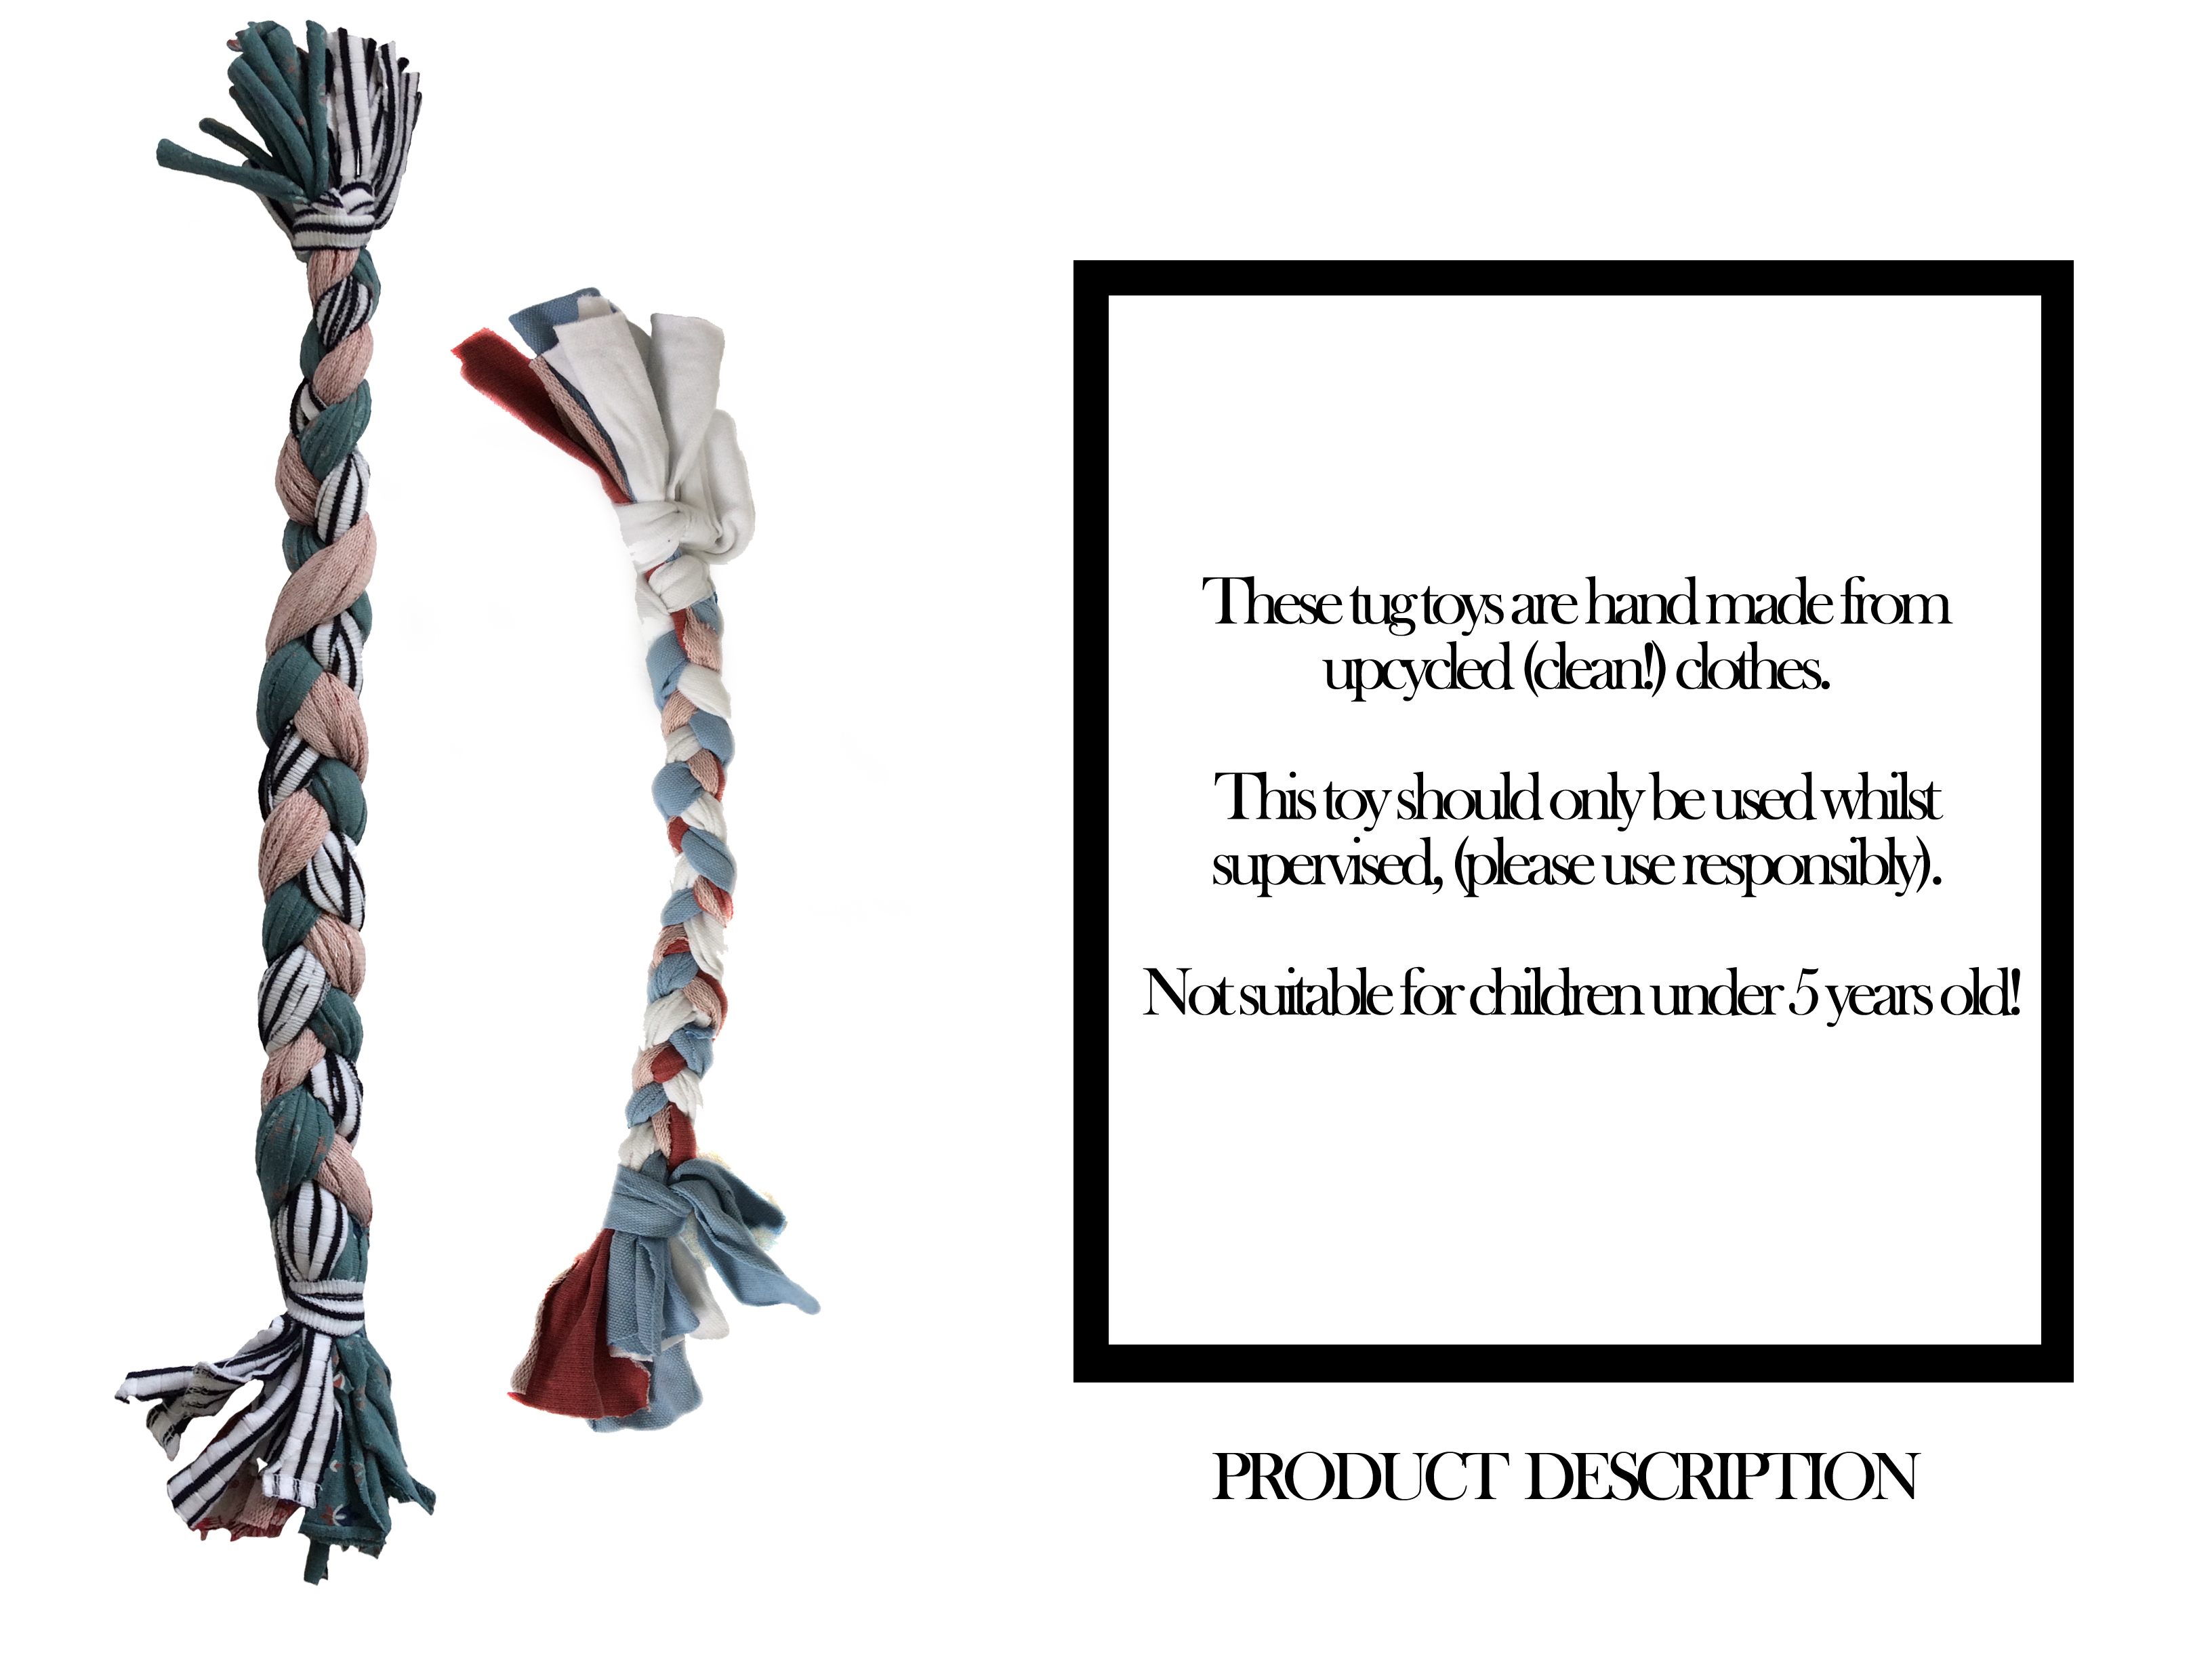 These tug toys are hand made from
upcycled (clean!) clothes.
This toy should only be used whilst
supervised, (please use responsibly).
Not suitable for children under 5 years old!
PRODUCT DESCRIPTION